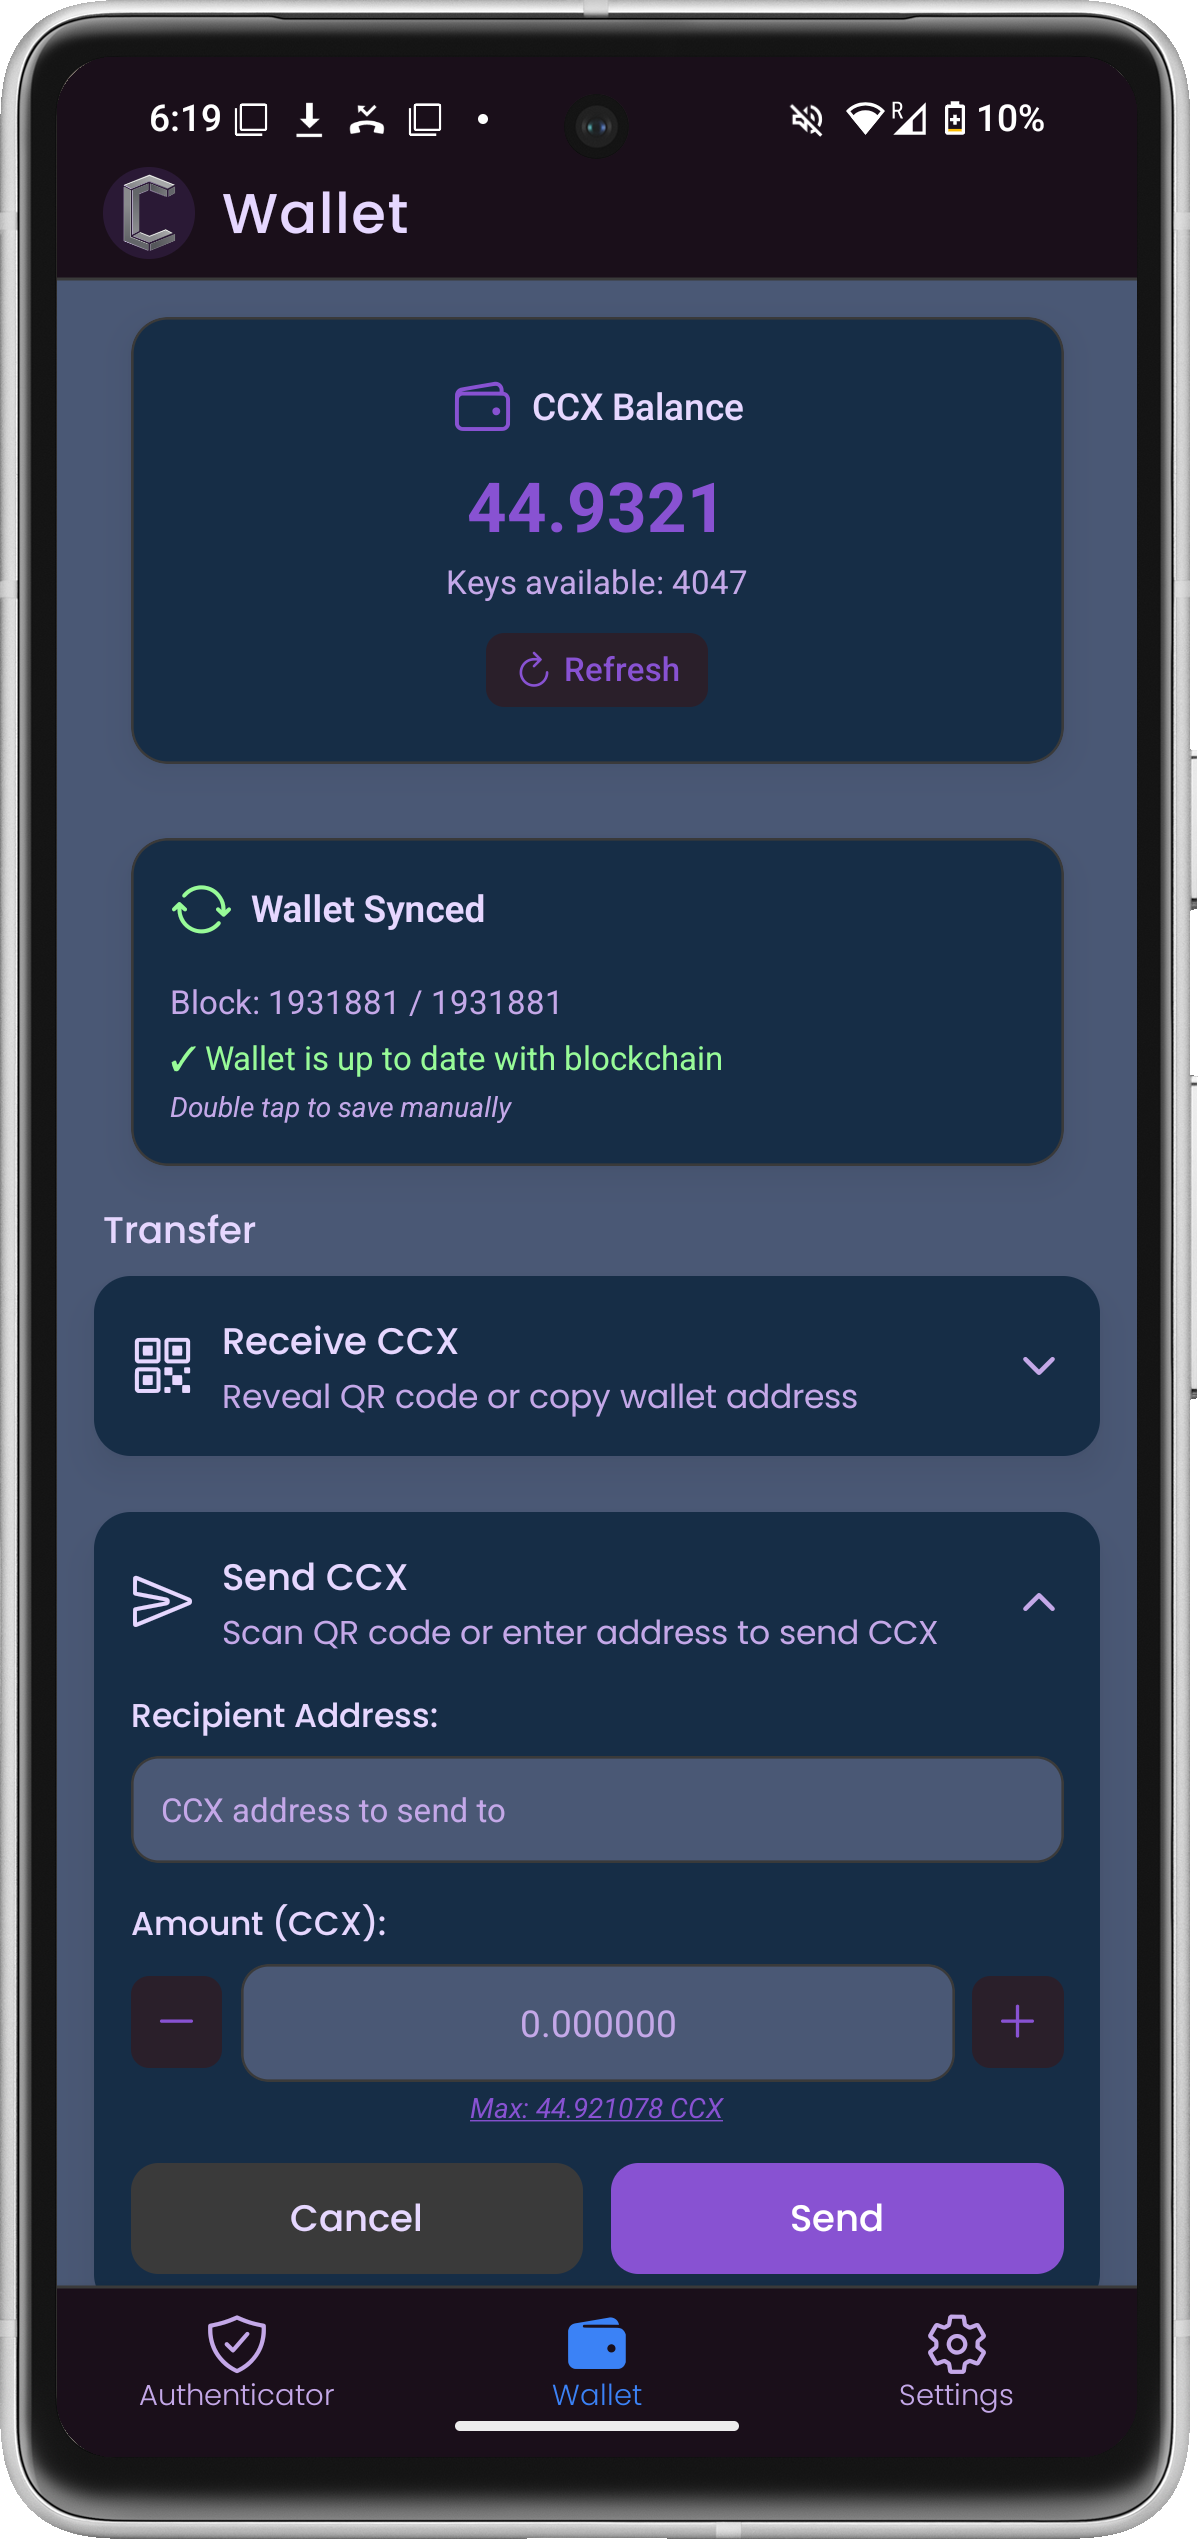 6:19
R
10%
Wallet
CCX Balance
44.9321
Keys available: 4047
Refresh
Wallet Synced
Block: 1931881 / 1931881
✓ Wallet is up to date with blockchain
Double tap to save manually
Transfer
Receive CCX
Reveal QR code or copy wallet address
Send CCX
Scan QR code or enter address to send CCX
Recipient Address:
CCX address to send to
Amount (CCX):
0.000000
Max: 44.921078 CCX
Cancel
Send
Authenticator
Wallet
Settings